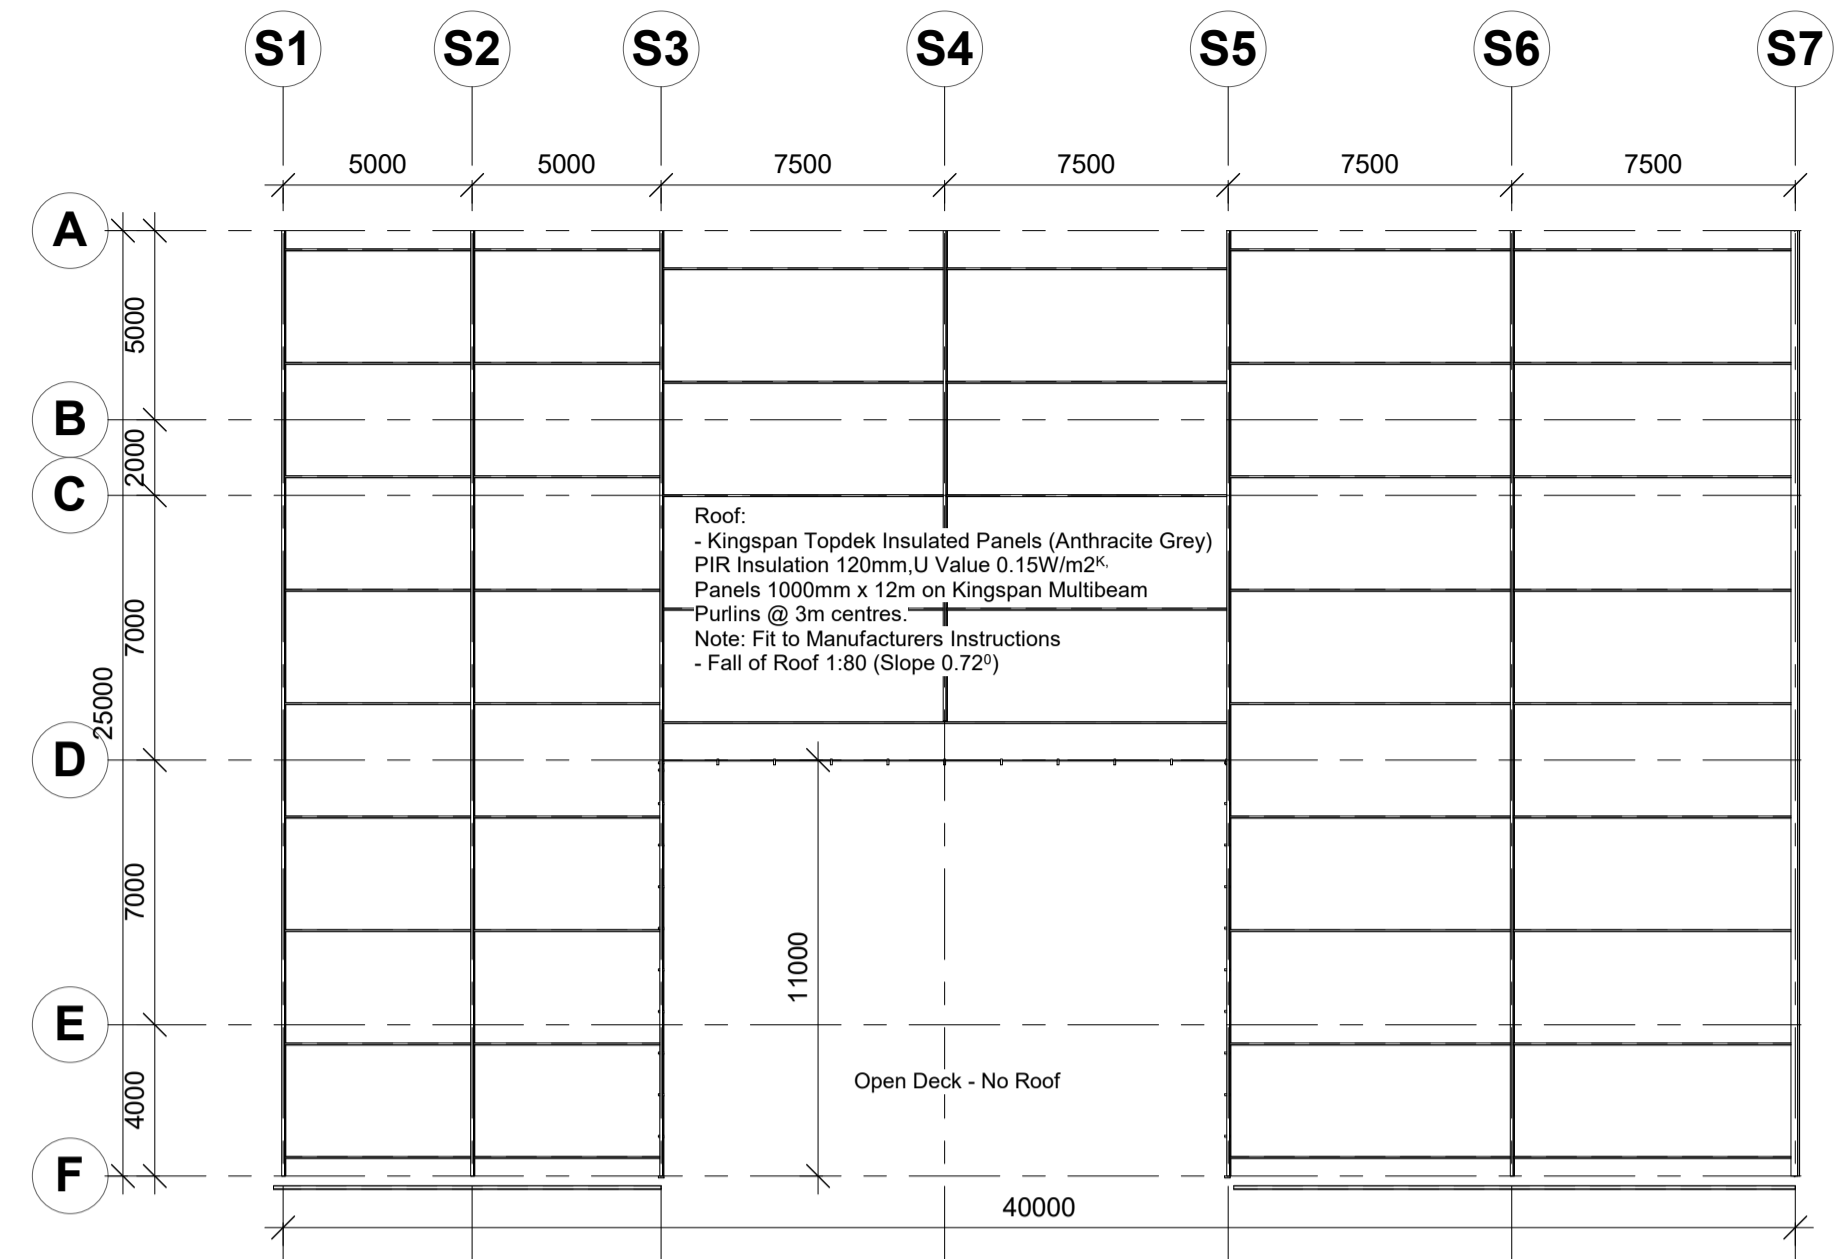 S1 S2 S3 S4 S5 S6 S7
5000 5000 7500 7500 7500 7500
A
5000
B
2000
C
Roof:
- Kingspan Topdek Insulated Panels (Anthracite Grey)
PIR Insulation 120mm,U Value 0.15W/m2ᴷ,
Panels 1000mm x 12m on Kingspan Multibeam
Purlins @ 3m centres.
Note: Fit to Manufacturers Instructions
- Fall of Roof 1:80 (Slope 0.72⁰)
7000
25000
D
7000
11000
E
Open Deck - No Roof
4000
F
40000